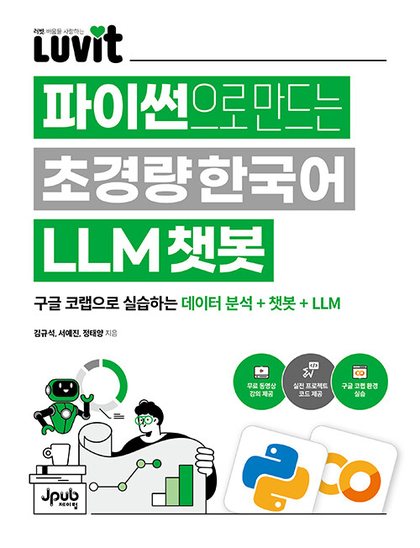 러빗 배움을 사랑하는
LUVIT
파이썬으로 만드는
초경량 한국어
LLM 챗봇
구글 코랩으로 실습하는 데이터 분석 + 챗봇 + LLM
김규석, 서예진, 정태양 지음
무료 동영상
강의 제공
실전 프로젝트
코드 제공
구글 코랩 환경
실습
Jpub
제이펍